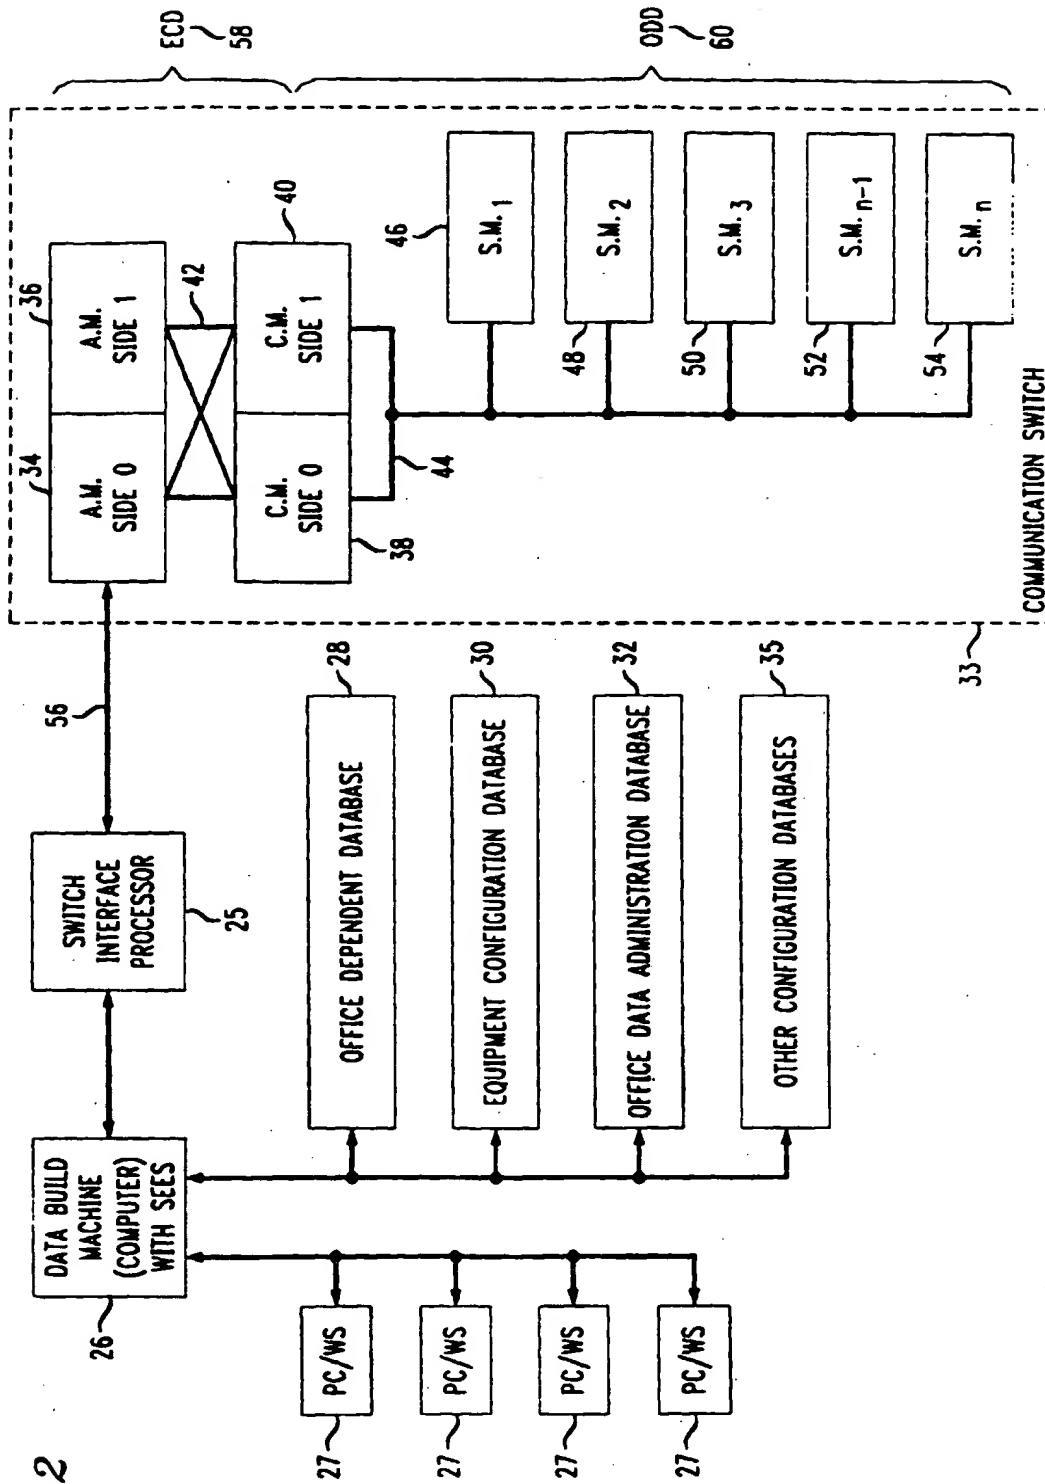 2
26
DATA BUILD
MACHINE
(COMPUTER)
WITH SEES
SWITCH
INTERFACE
PROCESSOR
25
56
27
PC/WS
27
PC/WS
27
PC/WS
27
PC/WS
OFFICE DEPENDENT DATABASE
28
EQUIPMENT CONFIGURATION DATABASE
30
OFFICE DATA ADMINISTRATION DATABASE
32
OTHER CONFIGURATION DATABASES
35
33
COMMUNICATION SWITCH
34
A.M.
SIDE 0
36
A.M.
SIDE 1
42
C.M.
SIDE 0
38
C.M.
SIDE 1
40
44
46
S.M.1
48
S.M.2
50
S.M.3
52
S.M.n-1
54
S.M.n
ECD
58
ODD
60